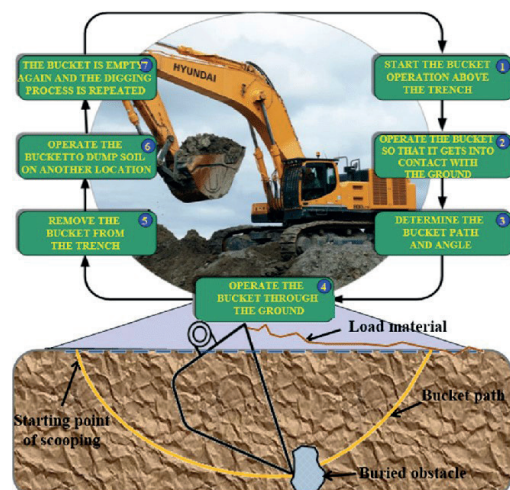 START THE BUCKET
OPERATION ABOVE
THE TRENCH
1
OPERATE THE BUCKET
SO THAT IT GETS INTO
CONTACT WITH
THE GROUND
2
DETERMINE THE
BUCKET PATH
AND ANGLE
3
OPERATE THE
BUCKET THROUGH
THE GROUND
4
REMOVE THE
BUCKET FROM
THE TRENCH
5
OPERATE THE
BUCKETTO DUMP SOIL
ON ANOTHER LOCATION
6
THE BUCKET IS EMPTY
AGAIN AND THE DIGGING
PROCESS IS REPEATED
7
HYUNDAI
Load material
Starting point
of scooping
Bucket path
Buried obstacle